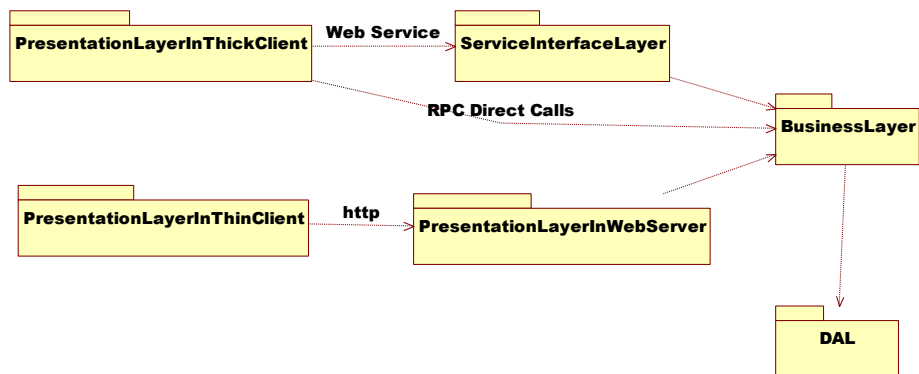 Web Service
PresentationLayerInThickClient
ServiceInterfaceLayer
RPC Direct Calls
BusinessLayer
http
PresentationLayerInThinClient
PresentationLayerInWebServer
DAL